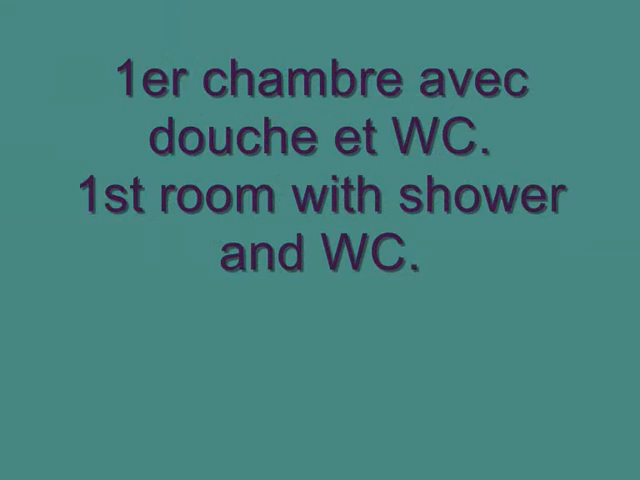 1er chambre avec
douche et WC.
1st room with shower
and WC.